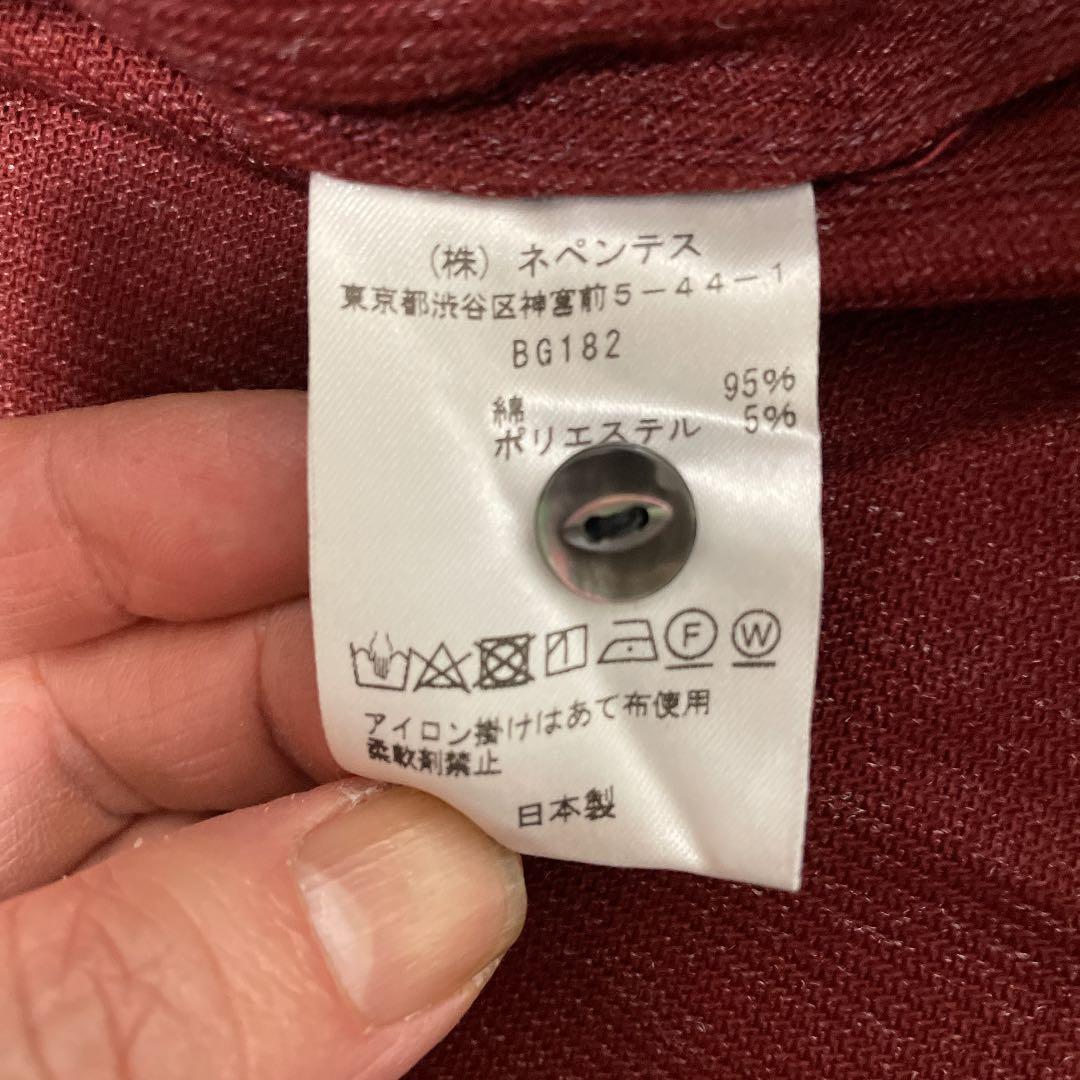 (株) ネペンテス
東京都渋谷区神宮前5-44-1
BG182
綿 95%
ポリエステル 5%
F W
アイロン掛けはあて布使用
柔軟剤禁止
日本製